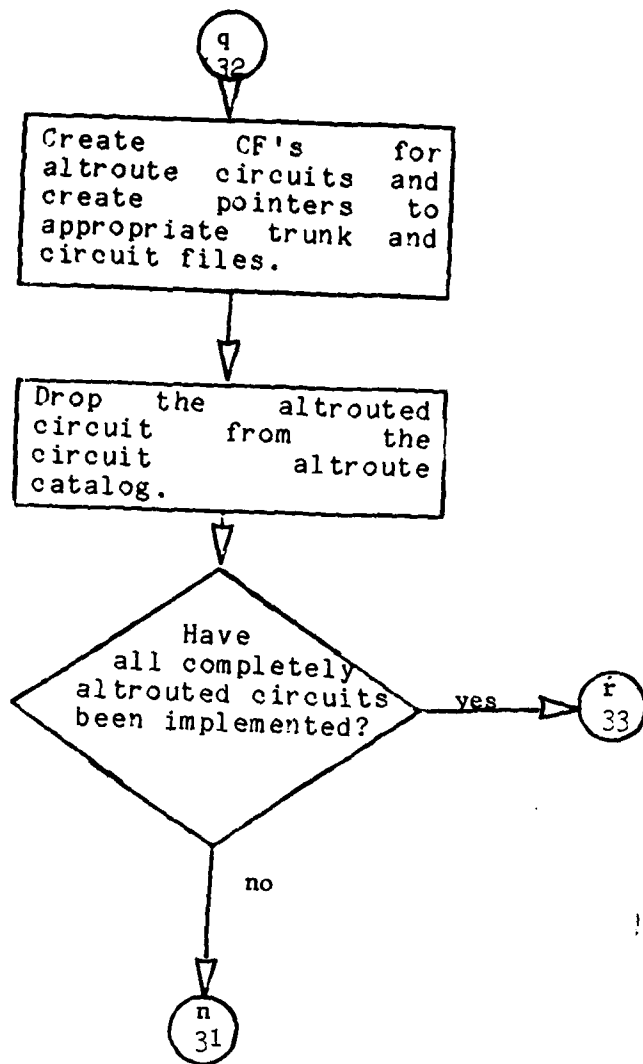 q
32
Create CF's for
altroute circuits and
create pointers to
appropriate trunk and
circuit files.
Drop the altrouted
circuit from the
circuit altroute
catalog.
Have
all completely
altrouted circuits
been implemented?
yes
r
33
no
n
31